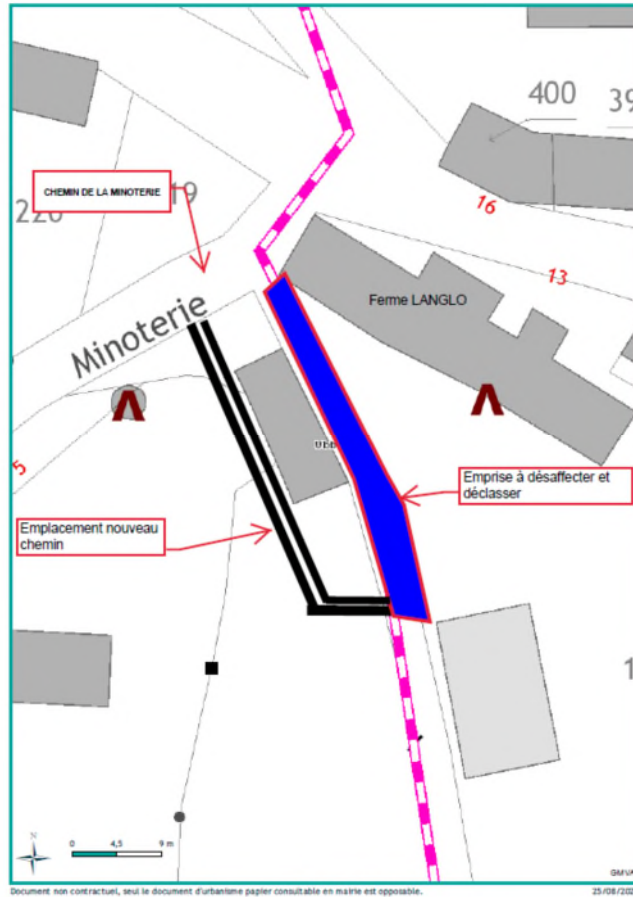 400
39
CHEMIN DE LA MINOTERIE
19
220
16
13
Ferme LANGLO
Minoterie
5
Emprise à désaffecter et
déclasser
Emplacement nouveau
chemin
1
N
0 4,5 9 m
GMVA
Document non contractuel, seul le document d'urbanisme papier consultable en mairie est opposable.
25/08/202